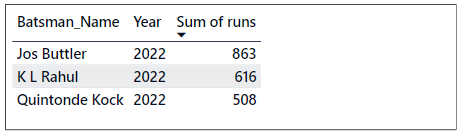 Batsman_Name Year Sum of runs
Jos Buttler 2022 863
K L Rahul 2022 616
Quintonde Kock 2022 508